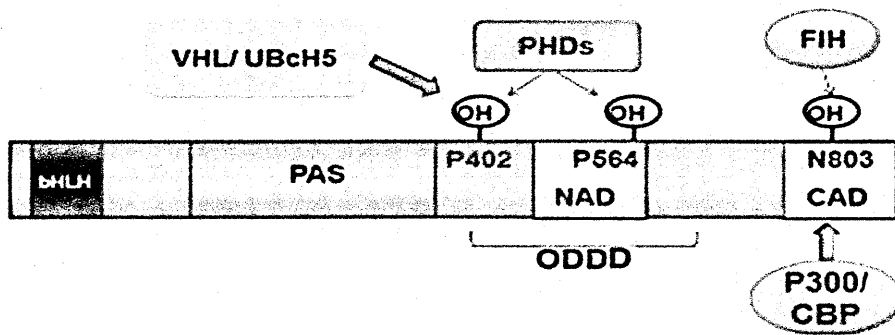 VHL/ UBcH5
PHDs
FIH
OH
OH
OH
bHLH
PAS
P402
P564
NAD
N803
CAD
ODDD
P300/
CBP